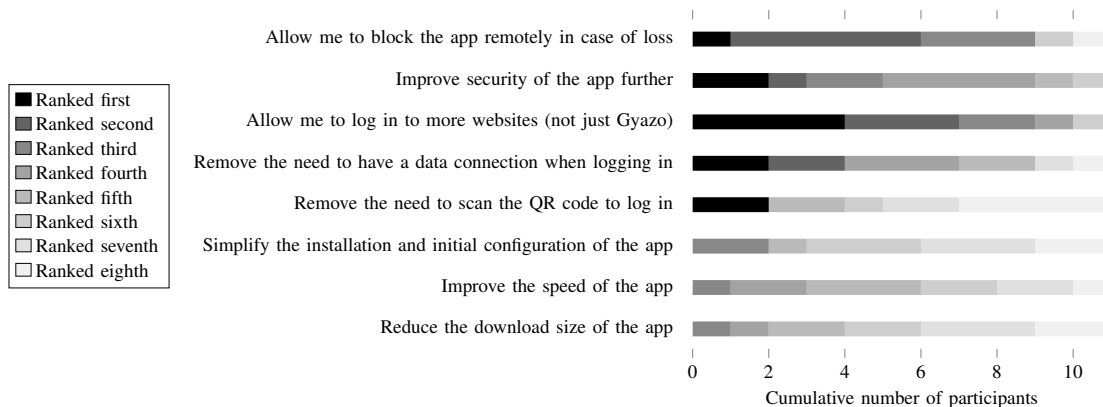 Allow me to block the app remotely in case of loss
Improve security of the app further
Allow me to log in to more websites (not just Gyazo)
Remove the need to have a data connection when logging in
Remove the need to scan the QR code to log in
Simplify the installation and initial configuration of the app
Improve the speed of the app
Reduce the download size of the app
Ranked first
Ranked second
Ranked third
Ranked fourth
Ranked fifth
Ranked sixth
Ranked seventh
Ranked eighth
0 2 4 6 8 10
Cumulative number of participants